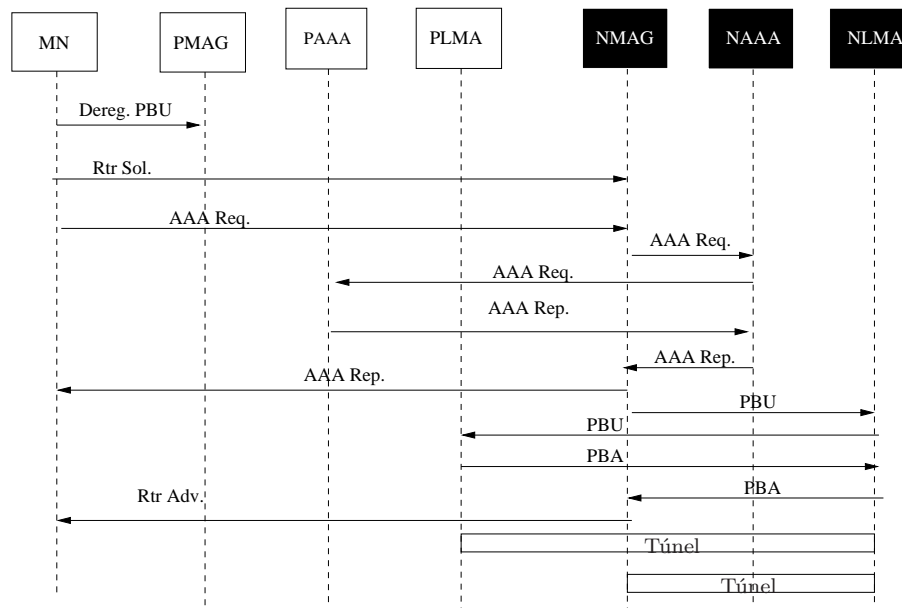 MN
PMAG
PAAA
PLMA
NMAG
NAAA
NLMA
Dereg. PBU
Rtr Sol.
AAA Req.
AAA Req.
AAA Req.
AAA Rep.
AAA Rep.
AAA Rep.
PBU
PBU
PBA
PBA
Rtr Adv.
Túnel
Túnel